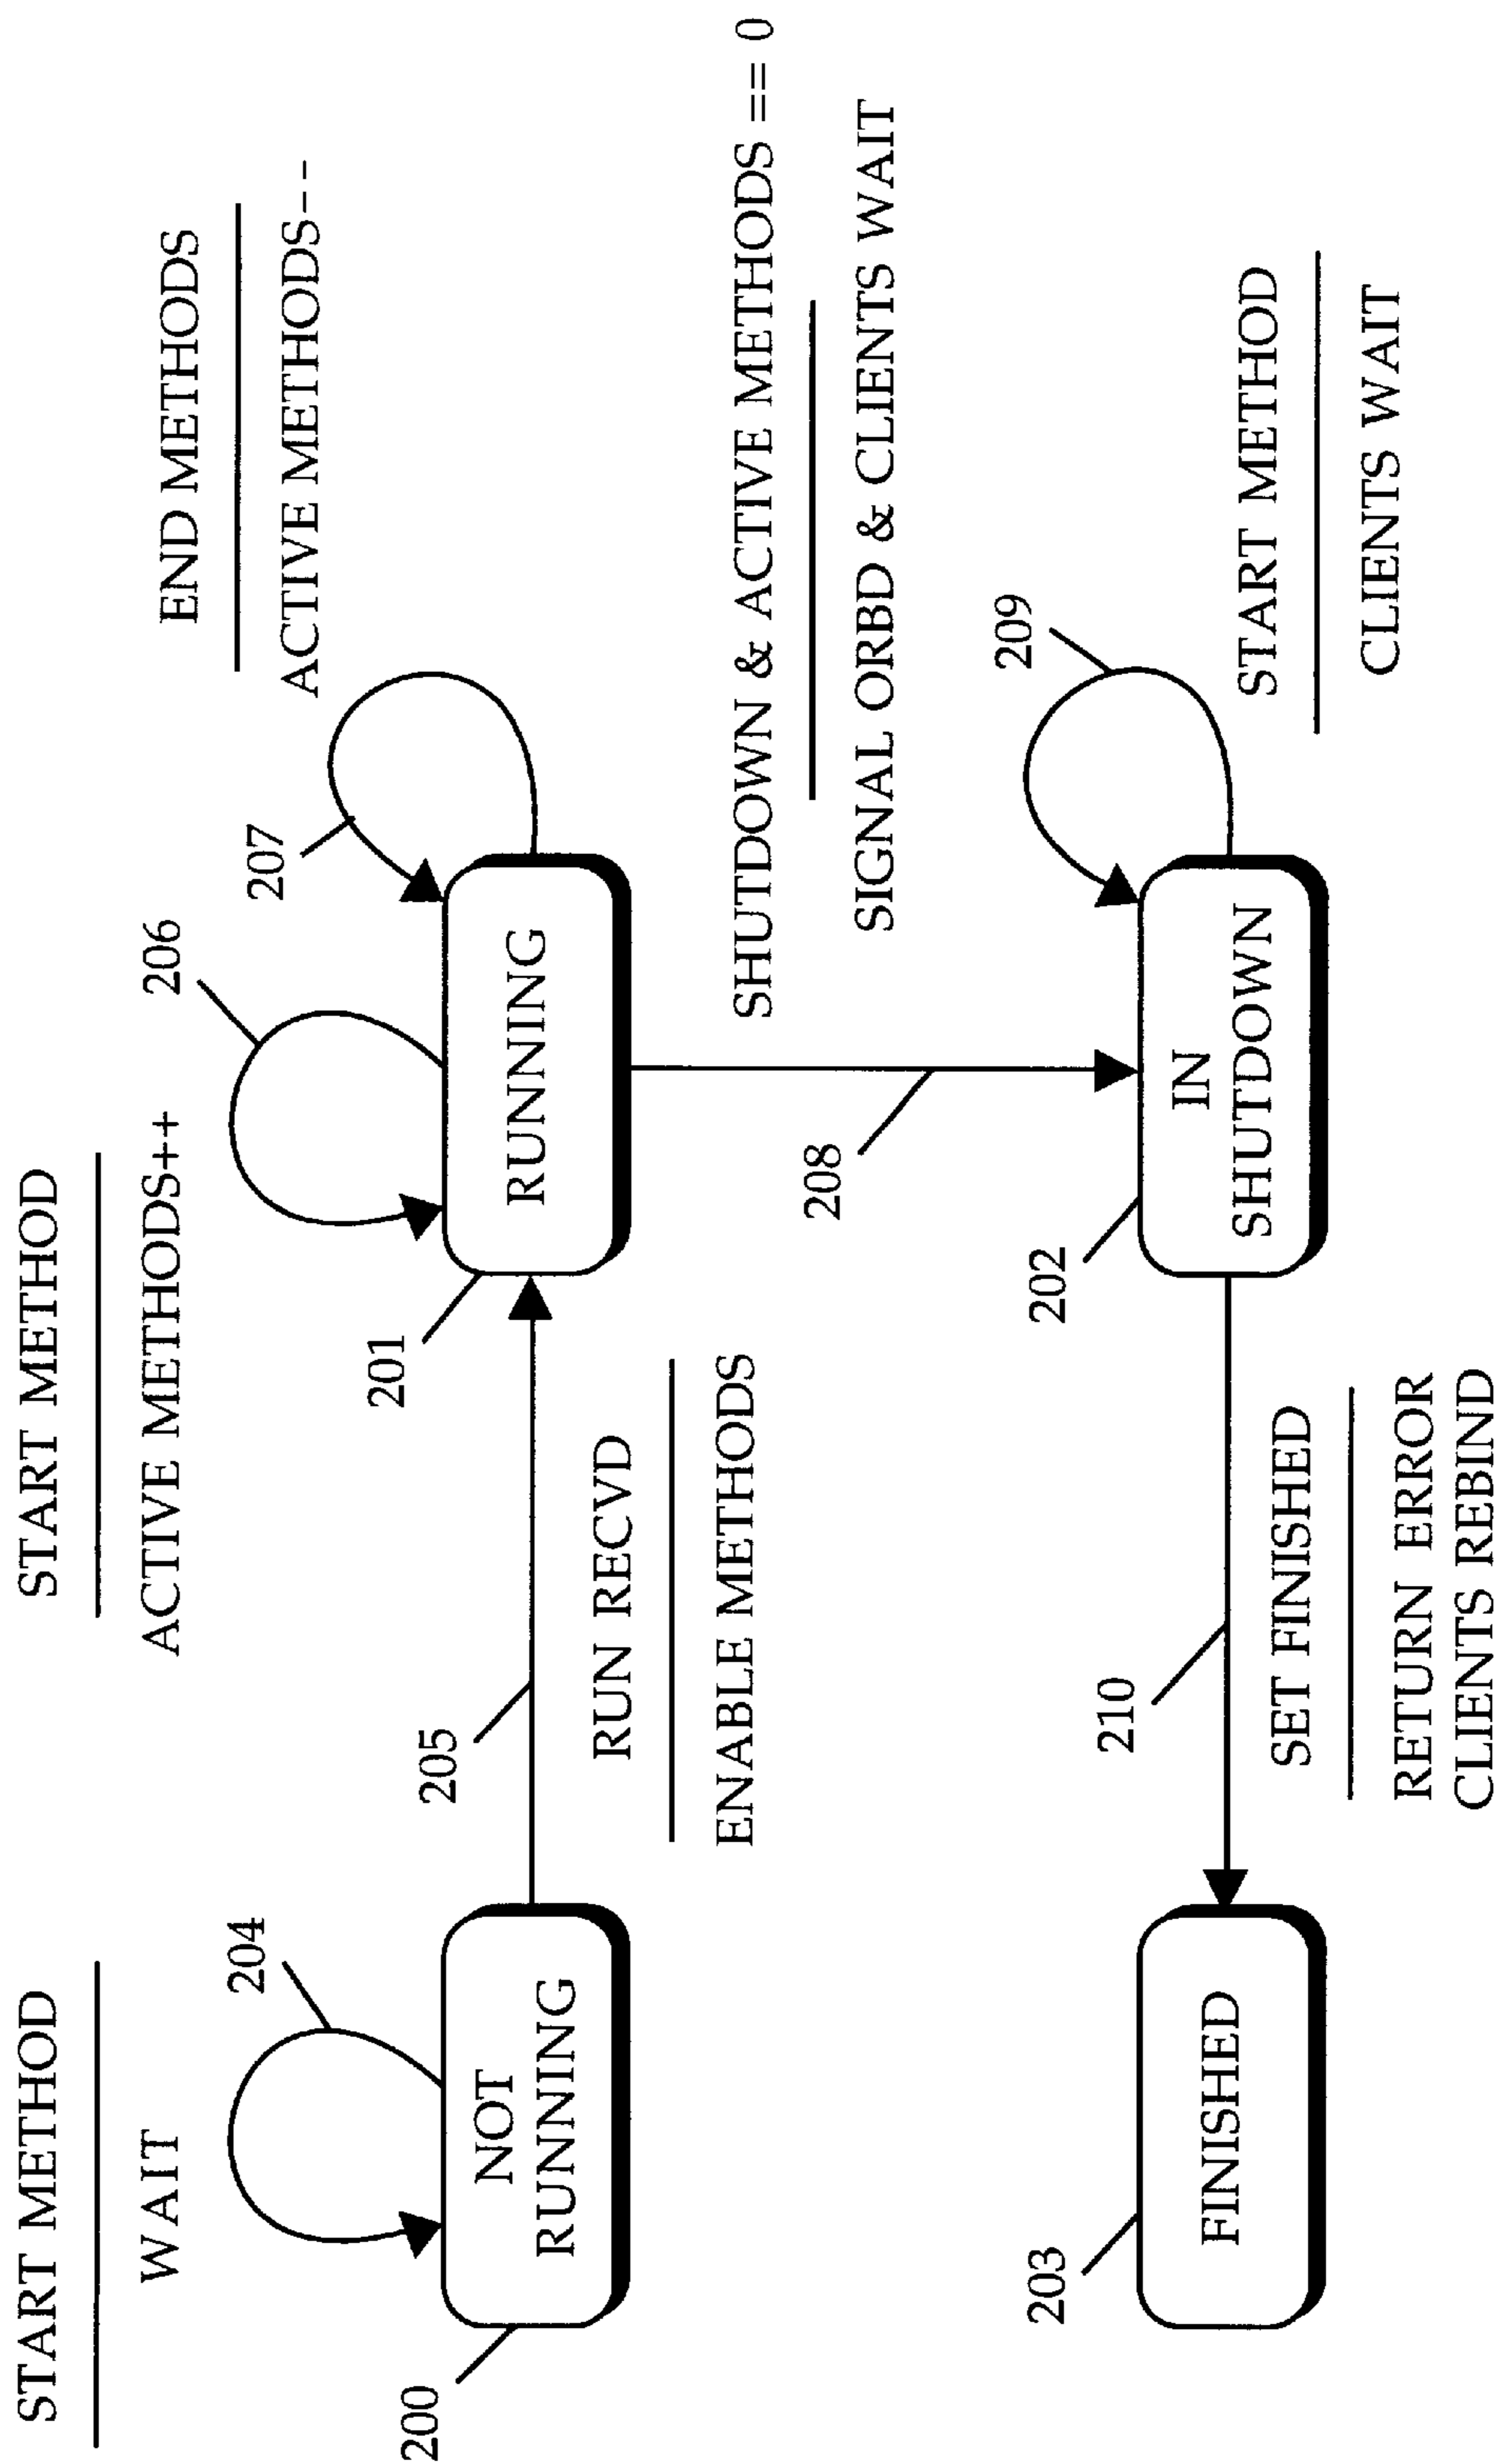 START METHOD
WAIT
204
200
NOT
RUNNING
205
RUN RECVD
ENABLE METHODS
START METHOD
ACTIVE METHODS++
206
201
RUNNING
207
END METHODS
ACTIVE METHODS--
208
SHUTDOWN & ACTIVE METHODS == 0
SIGNAL ORBD & CLIENTS WAIT
203
FINISHED
210
SET FINISHED
RETURN ERROR
CLIENTS REBIND
202
IN
SHUTDOWN
209
START METHOD
CLIENTS WAIT